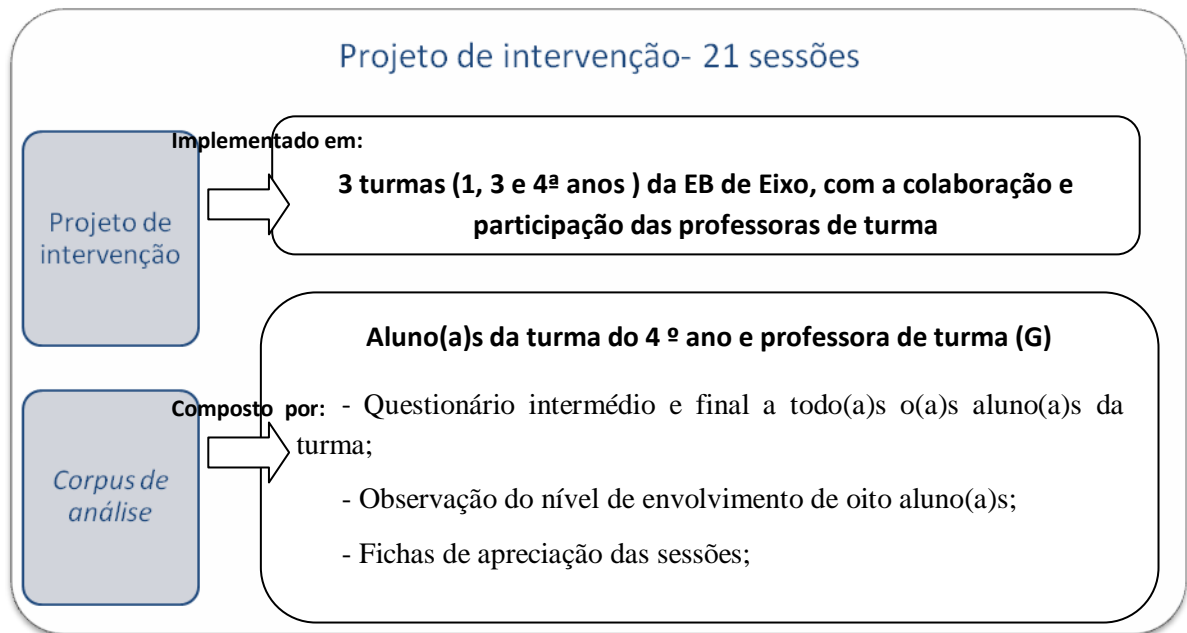 Projeto de intervenção- 21 sessões
Implementado em:
3 turmas (1, 3 e 4ª anos ) da EB de Eixo, com a colaboração e
participação das professoras de turma
Projeto de
intervenção
Aluno(a)s da turma do 4 º ano e professora de turma (G)
Composto por:
- Questionário intermédio e final a todo(a)s o(a)s aluno(a)s da
turma;
Corpus de
análise
- Observação do nível de envolvimento de oito aluno(a)s;
- Fichas de apreciação das sessões;